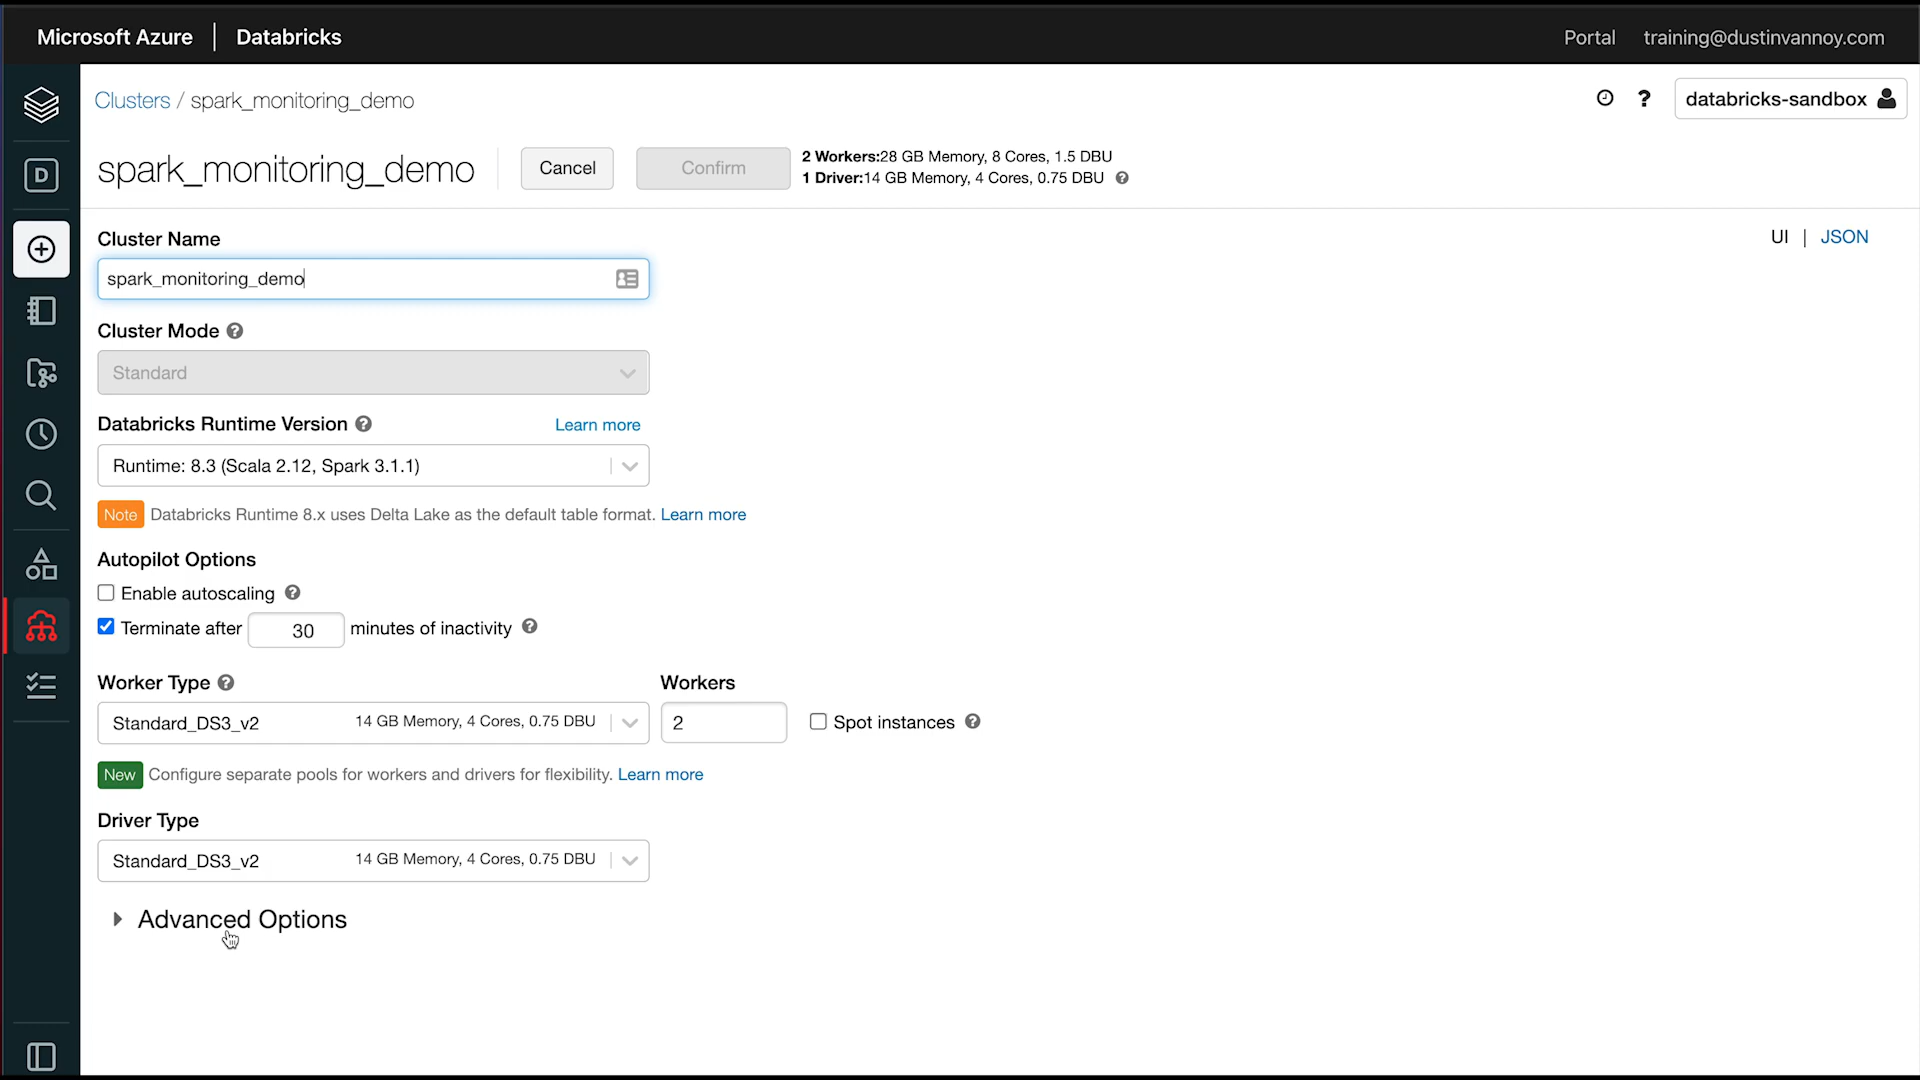 Microsoft Azure | Databricks
Portal training@dustinvannoy.com
Clusters / spark_monitoring_demo
? databricks-sandbox
D
spark_monitoring_demo Cancel Confirm
2 Workers:28 GB Memory, 8 Cores, 1.5 DBU
1 Driver:14 GB Memory, 4 Cores, 0.75 DBU ?
UI | JSON
Cluster Name
spark_monitoring_demo
Cluster Mode ?
Standard
Databricks Runtime Version ? Learn more
Runtime: 8.3 (Scala 2.12, Spark 3.1.1)
Note Databricks Runtime 8.x uses Delta Lake as the default table format. Learn more
Autopilot Options
Enable autoscaling ?
Terminate after 30 minutes of inactivity ?
Worker Type ? Workers
Standard_DS3_v2 14 GB Memory, 4 Cores, 0.75 DBU 2 Spot instances ?
New Configure separate pools for workers and drivers for flexibility. Learn more
Driver Type
Standard_DS3_v2 14 GB Memory, 4 Cores, 0.75 DBU
Advanced Options